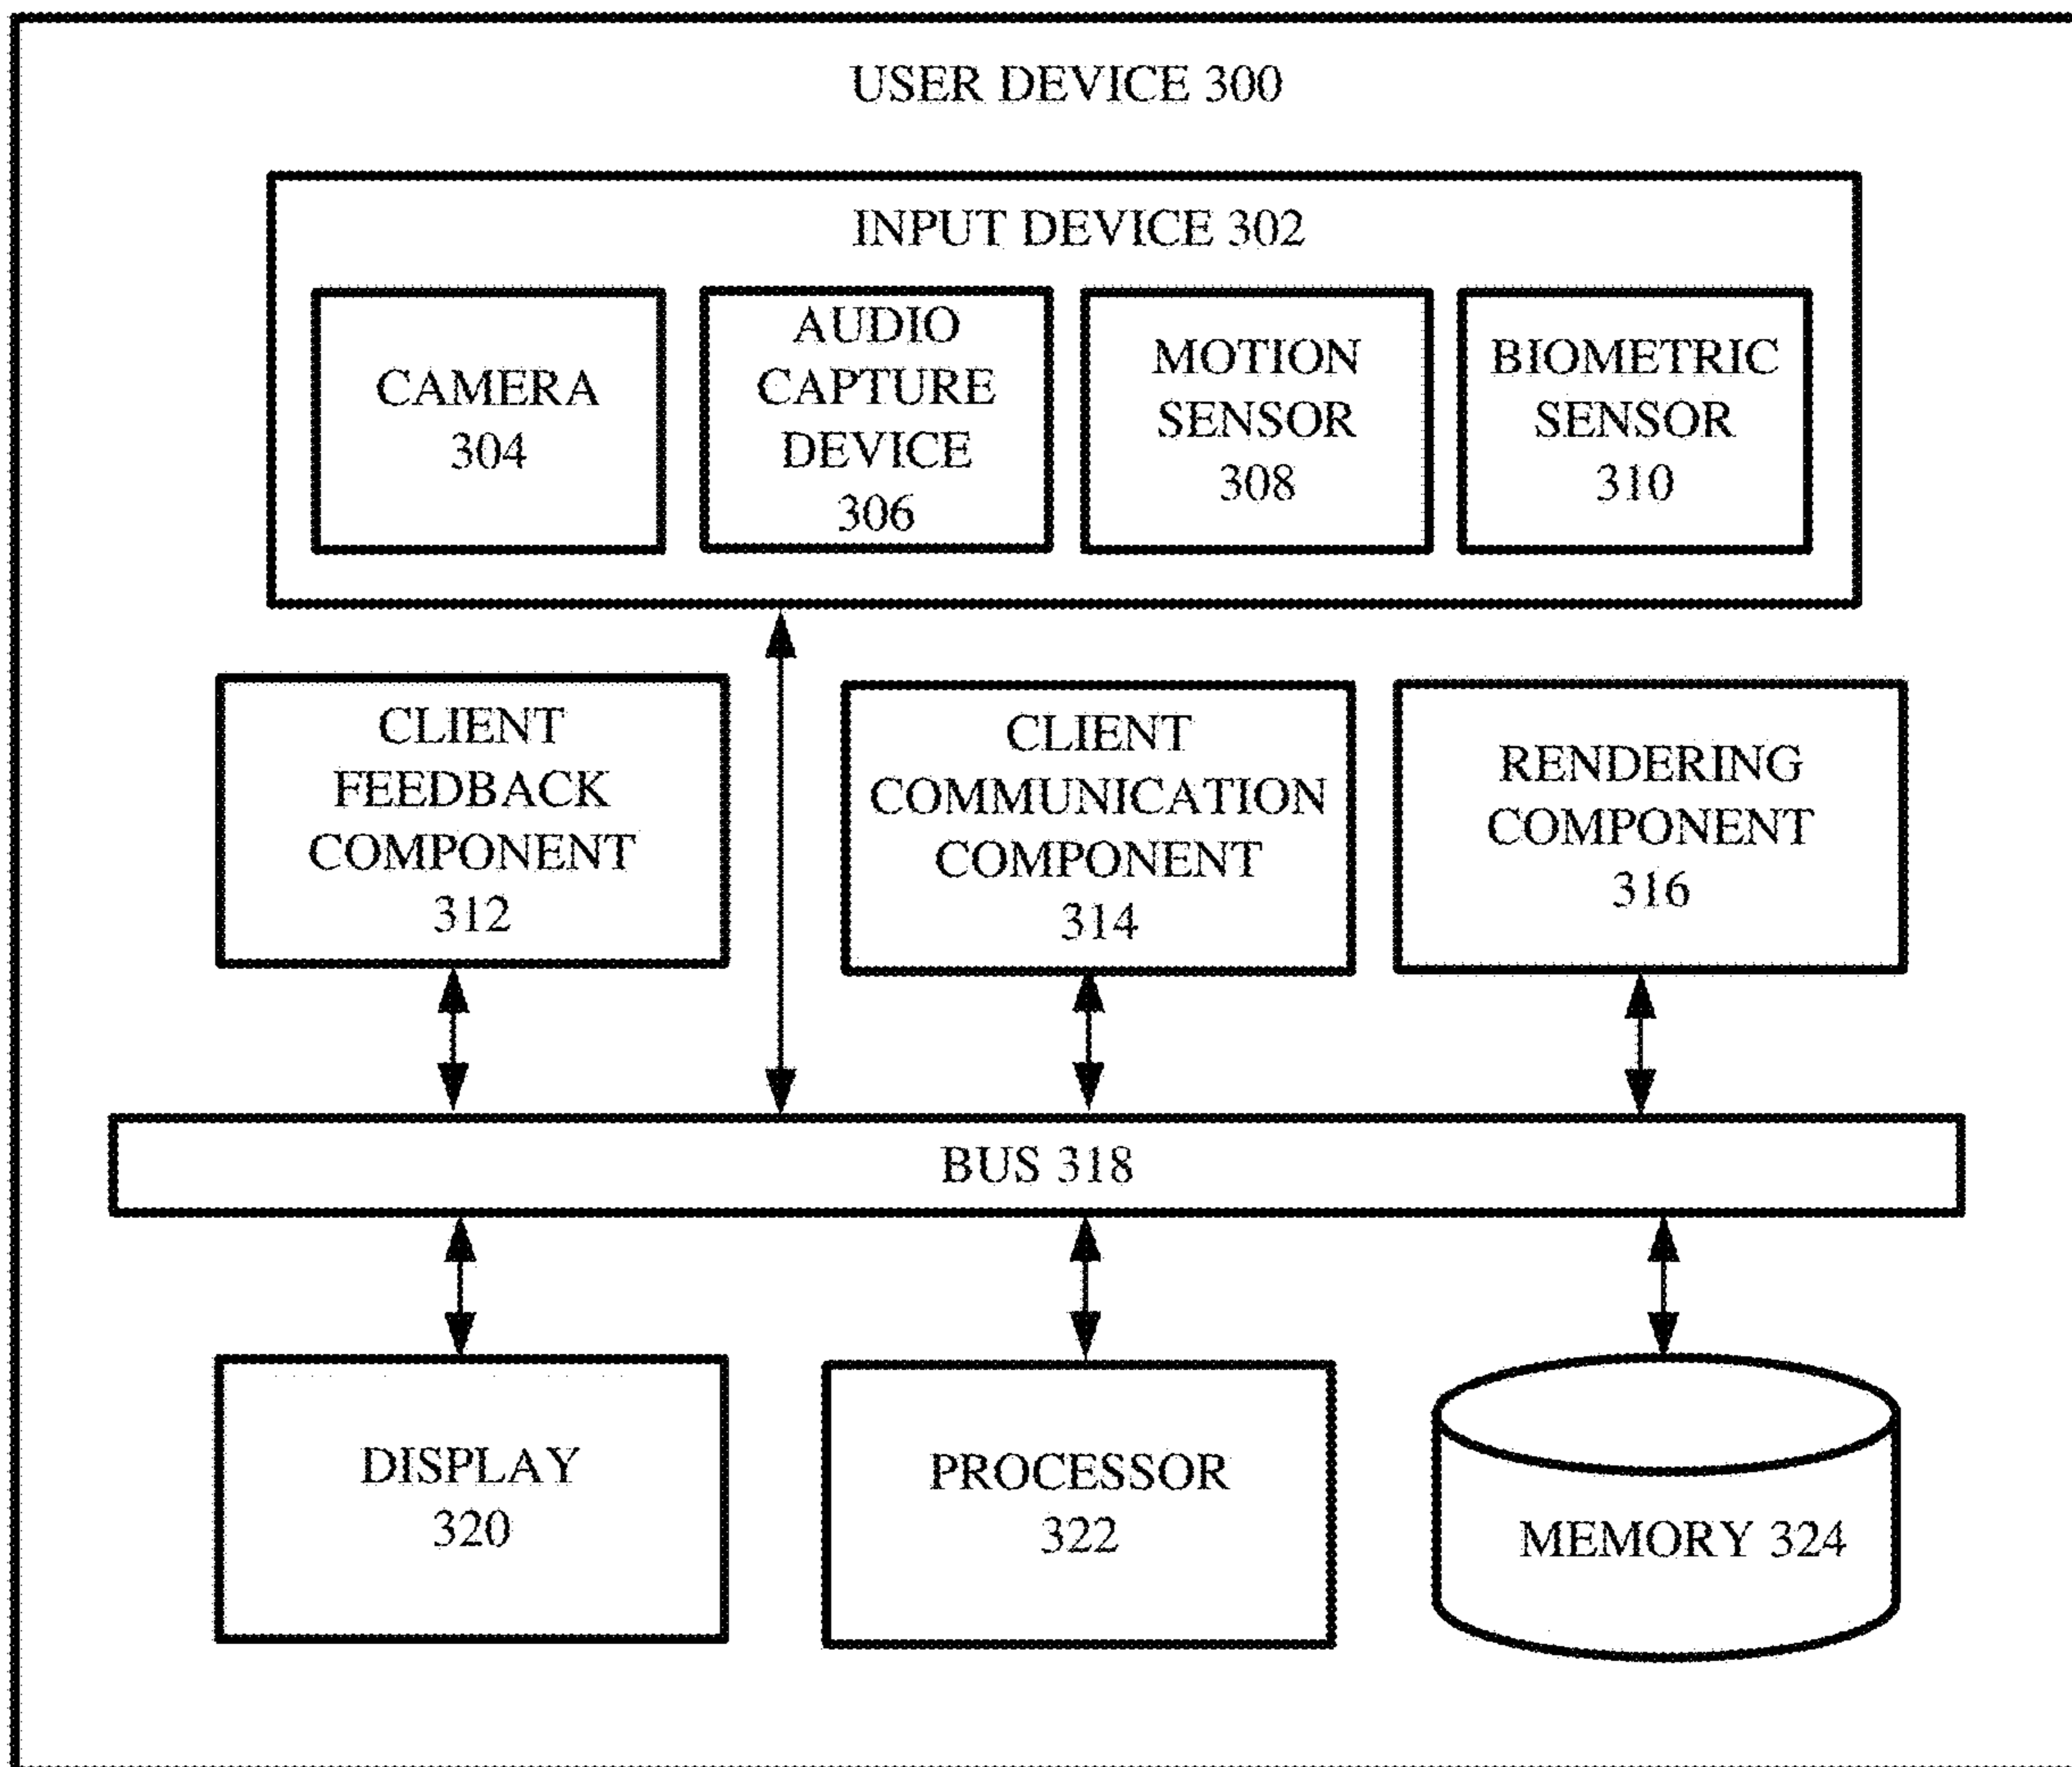 USER DEVICE 300
INPUT DEVICE 302
CAMERA
304
AUDIO
CAPTURE
DEVICE
306
MOTION
SENSOR
308
BIOMETRIC
SENSOR
310
CLIENT
FEEDBACK
COMPONENT
312
CLIENT
COMMUNICATION
COMPONENT
314
RENDERING
COMPONENT
316
BUS 318
DISPLAY
320
PROCESSOR
322
MEMORY 324